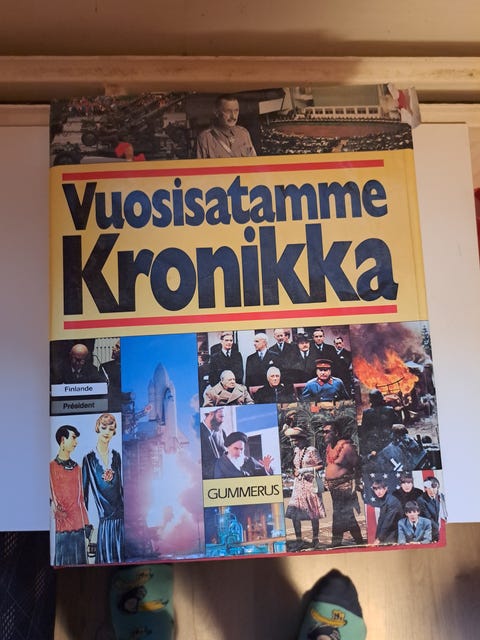 Vuosisatamme
Kronikka
Finlande
Président
GUMMERUS